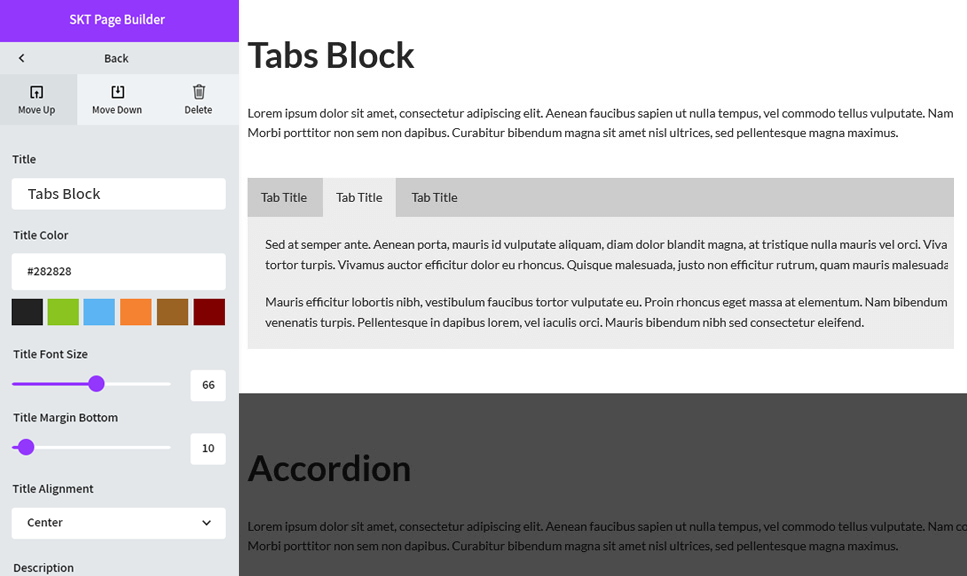 SKT Page Builder
Back
Move Up
Move Down
Delete
Title
Tabs Block
Title Color
#282828
Title Font Size
66
Title Margin Bottom
10
Title Alignment
Center
Description
Tabs Block
Lorem ipsum dolor sit amet, consectetur adipiscing elit. Aenean faucibus sapien ut nulla tempus, vel commodo tellus vulputate. Nam
Morbi porttitor non sem non dapibus. Curabitur bibendum magna sit amet nisl ultrices, sed pellentesque magna maximus.
Tab Title
Tab Title
Tab Title
Sed at semper ante. Aenean porta, mauris id vulputate aliquam, diam dolor blandit magna, at tristique nulla mauris vel orci. Viva
tortor turpis. Vivamus auctor efficitur dolor eu rhoncus. Quisque malesuada, justo non efficitur rutrum, quam mauris malesuada
Mauris efficitur lobortis nibh, vestibulum faucibus tortor vulputate eu. Proin rhoncus eget massa at elementum. Nam bibendum
venenatis turpis. Pellentesque in dapibus lorem, vel iaculis orci. Mauris bibendum nibh sed consectetur eleifend.
Accordion
Lorem ipsum dolor sit amet, consectetur adipiscing elit. Aenean faucibus sapien ut nulla tempus, vel commodo tellus vulputate. Nam co
Morbi porttitor non sem non dapibus. Curabitur bibendum magna sit amet nisl ultrices, sed pellentesque magna maximus.